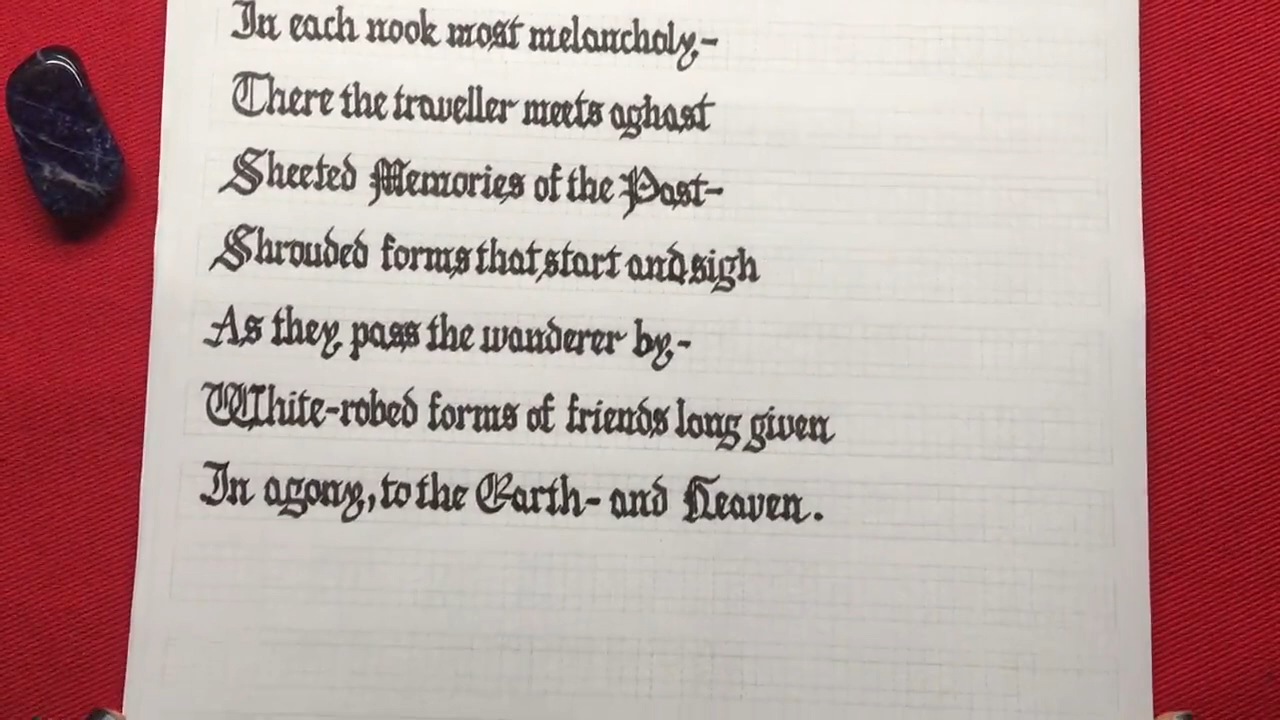 In each nook most melancholy,-
There the traveller meets aghast
Sheeted Memories of the Past-
Shrouded forms that start and sigh
As they pass the wanderer by,-
White-robed forms of friends long given
In agony, to the Earth- and Heaven.